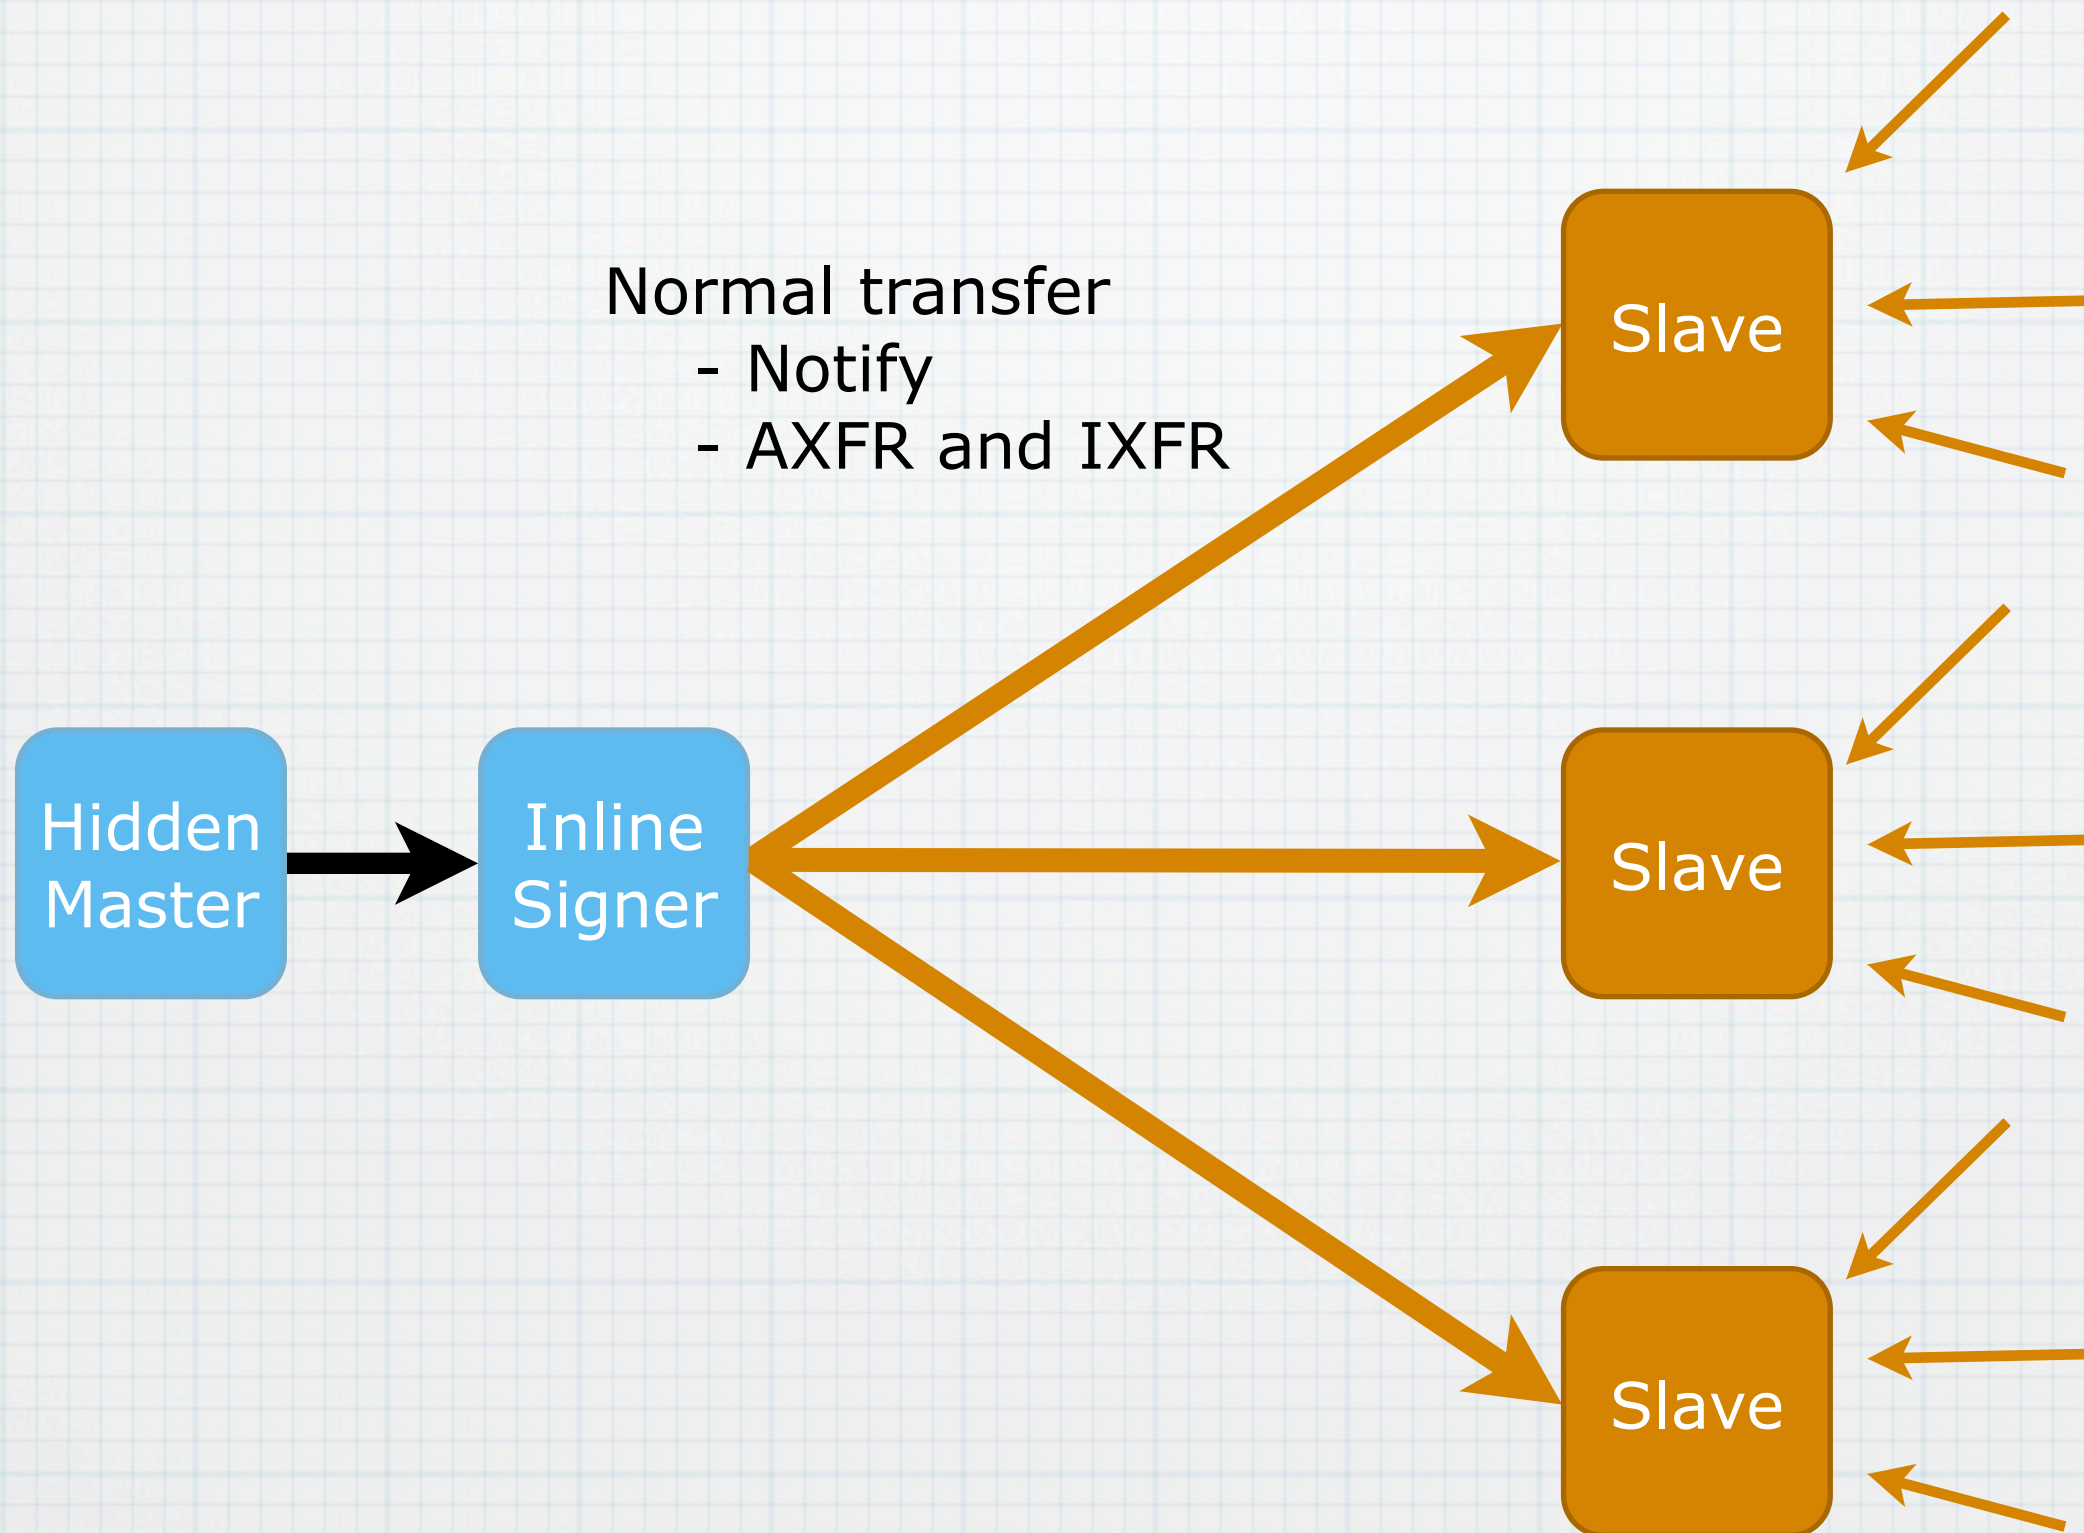 Normal transfer
- Notify
- AXFR and IXFR
Slave
Hidden
Master
Inline
Signer
Slave
Slave